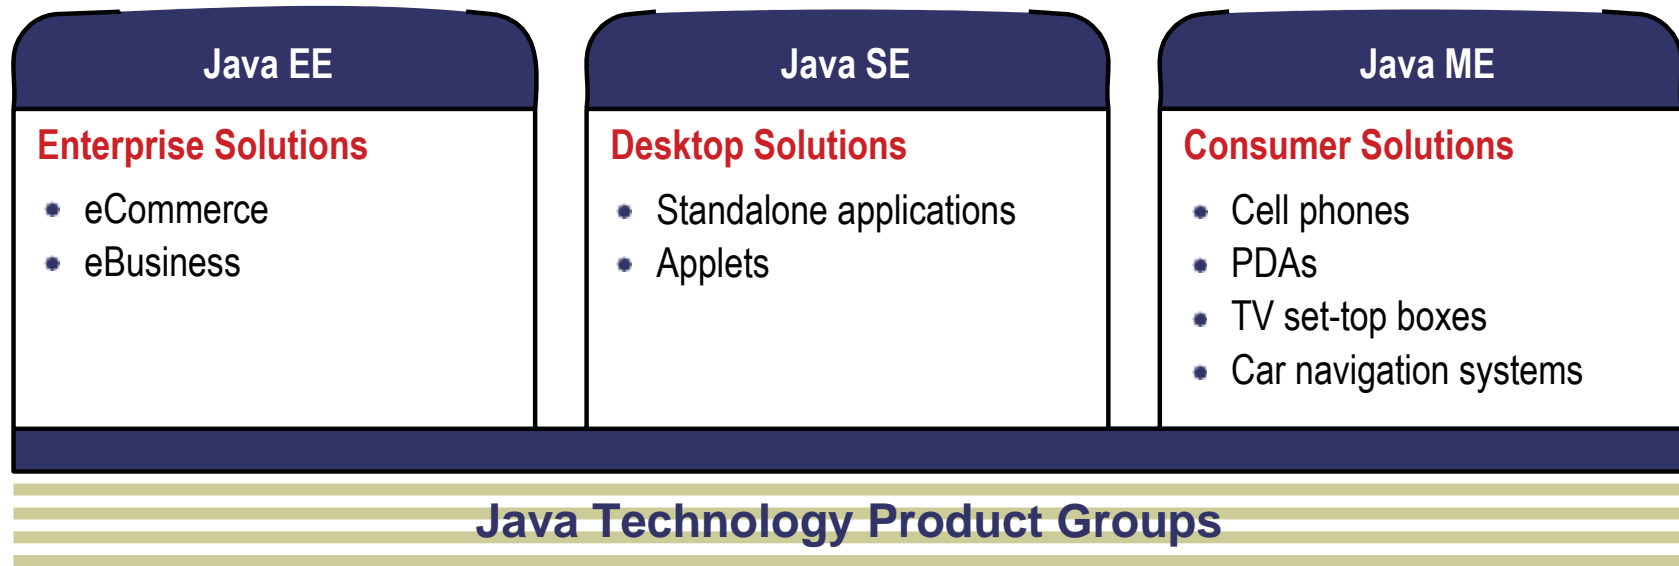 Java EE
Enterprise Solutions
eCommerce
eBusiness
Java SE
Desktop Solutions
Standalone applications
Applets
Java ME
Consumer Solutions
Cell phones
PDAs
TV set-top boxes
Car navigation systems
Java Technology Product Groups